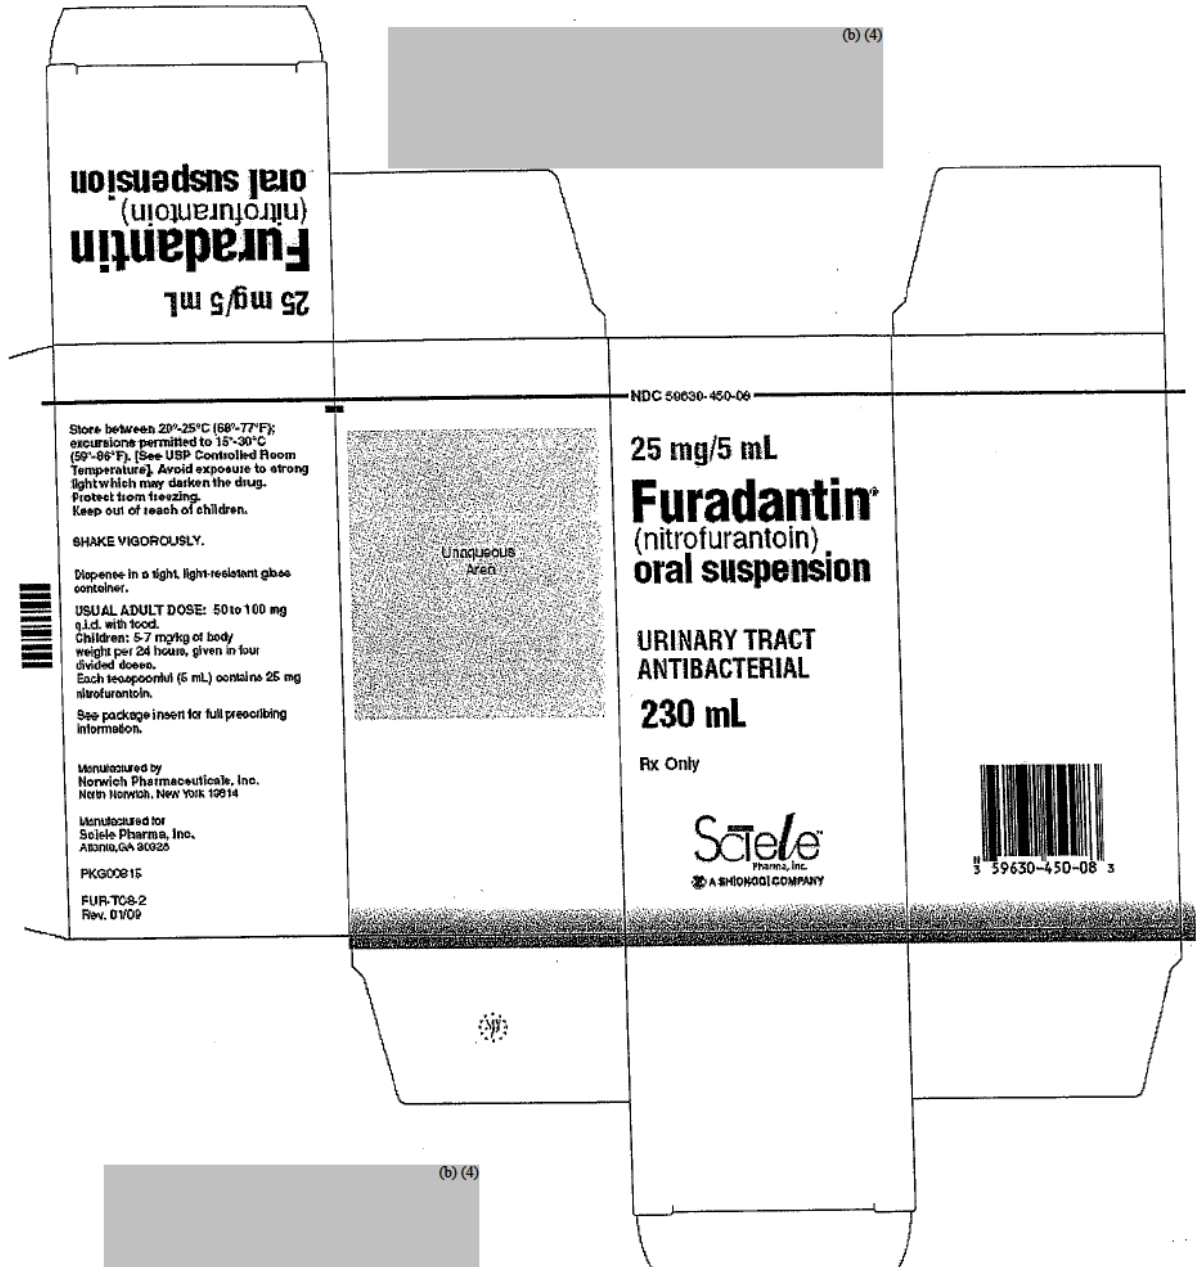 (b) (4)
25 mg/5 mL
Furadantin
(nitrofurantoin)
oral suspension
NDC 59630-450-08
Store between 20°-25°C (68°-77°F);
excursions permitted to 15°-30°C
(59°-86°F). [See USP Controlled Room
Temperature]. Avoid exposure to strong
light which may darken the drug.
Protect from freezing.
Keep out of reach of children.
SHAKE VIGOROUSLY.
Dispense in a tight, light-resistant glass
container.
USUAL ADULT DOSE: 50 to 100 mg
q.i.d. with food.
Children: 5-7 mg/kg of body
weight per 24 hours, given in four
divided doses.
Each teaspoonful (5 mL) contains 25 mg
nitrofurantoin.
See package insert for full prescribing
information.
Manufactured by
Norwich Pharmaceuticals, Inc.
North Norwich, New York 13814
Manufactured for
Sciele Pharma, Inc.
Atlanta, GA 30328
PKG00815
FUR-TC8-2
Rev. 01/09
Area
25 mg/5 mL
Furadantin®
(nitrofurantoin)
oral suspension
URINARY TRACT
ANTIBACTERIAL
230 mL
Rx Only
Sciele™
Pharma, Inc.
A SHIONOGI COMPANY
N
3 59630-450-08 3
(b) (4)